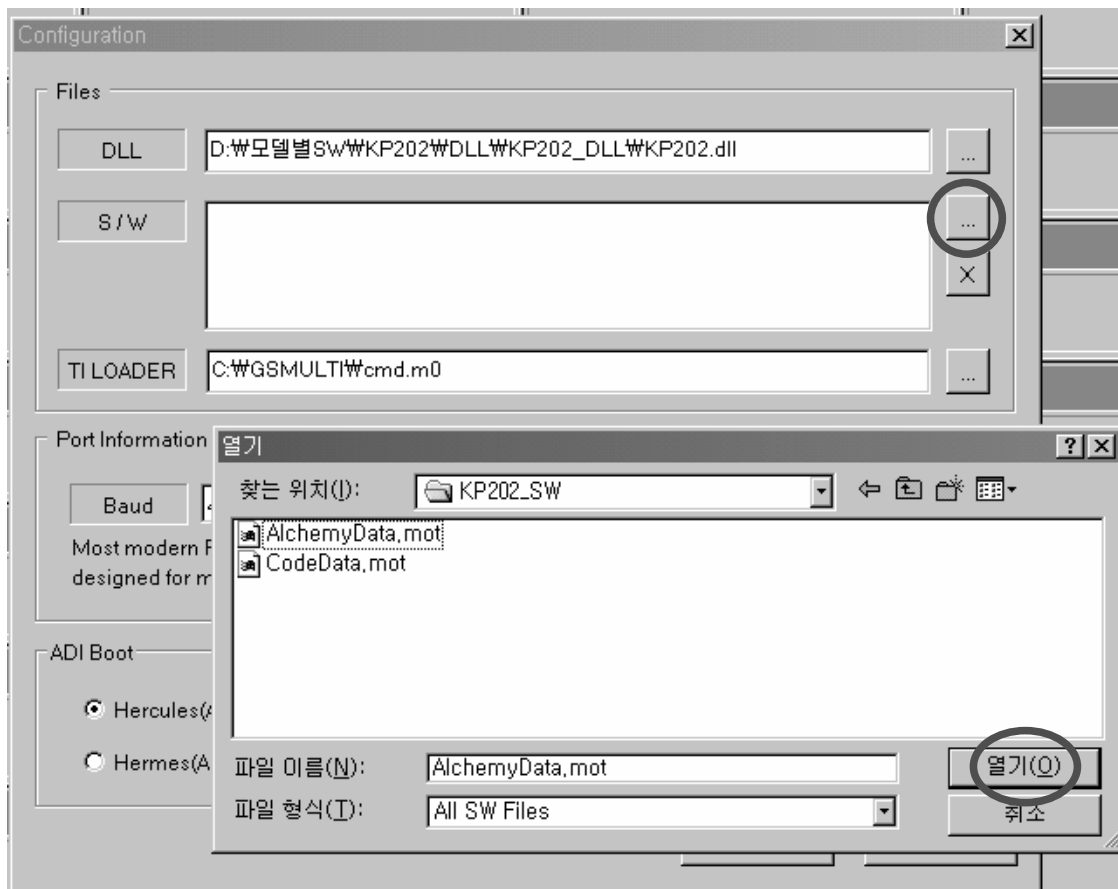 Configuration
Files
DLL
D:₩모델별SW₩KP202₩DLL₩KP202_DLL₩KP202.dll
...
S/W
...
X
TI LOADER
C:₩GSMULTI₩cmd.m0
...
Port Information
Baud
Most modern
designed for
ADI Boot
Hercules(A
Hermes(A
열기
찾는 위치(I):
KP202_SW
AlchemyData.mot
CodeData.mot
파일 이름(N):
AlchemyData.mot
열기(O)
파일 형식(T):
All SW Files
취소